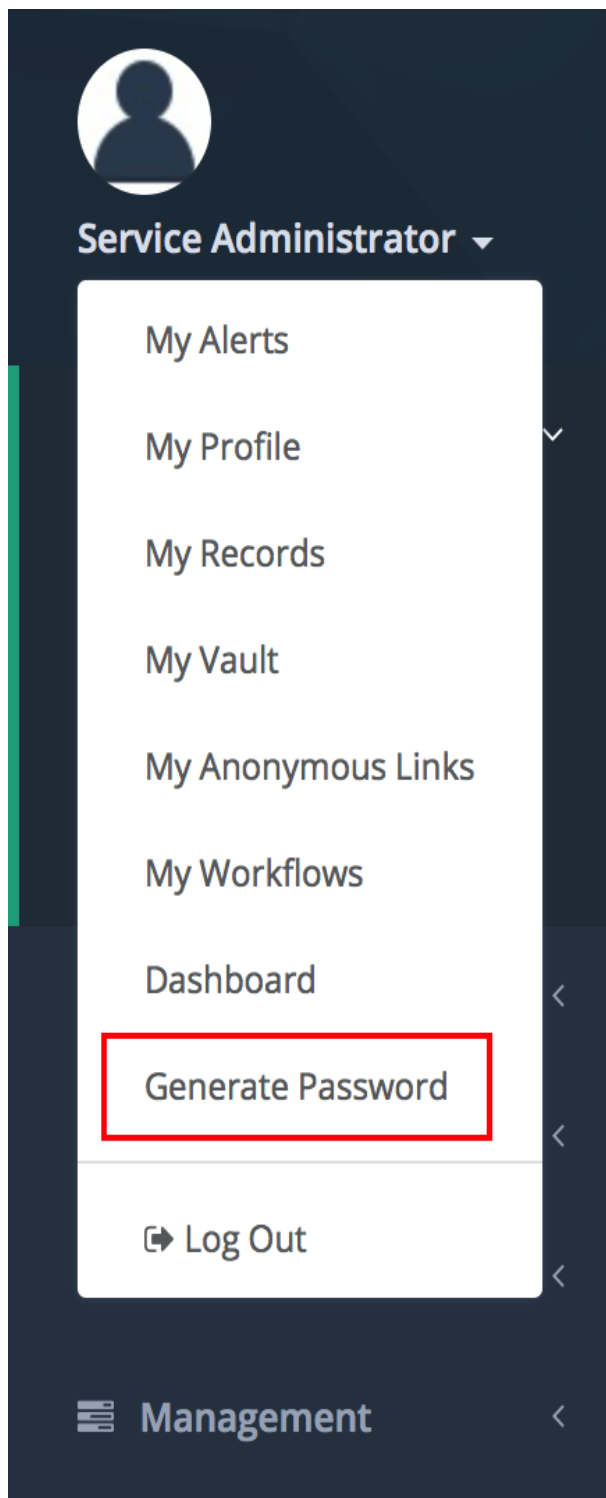 Service Administrator
My Alerts
My Profile
My Records
My Vault
My Anonymous Links
My Workflows
Dashboard
Generate Password
Log Out
Management